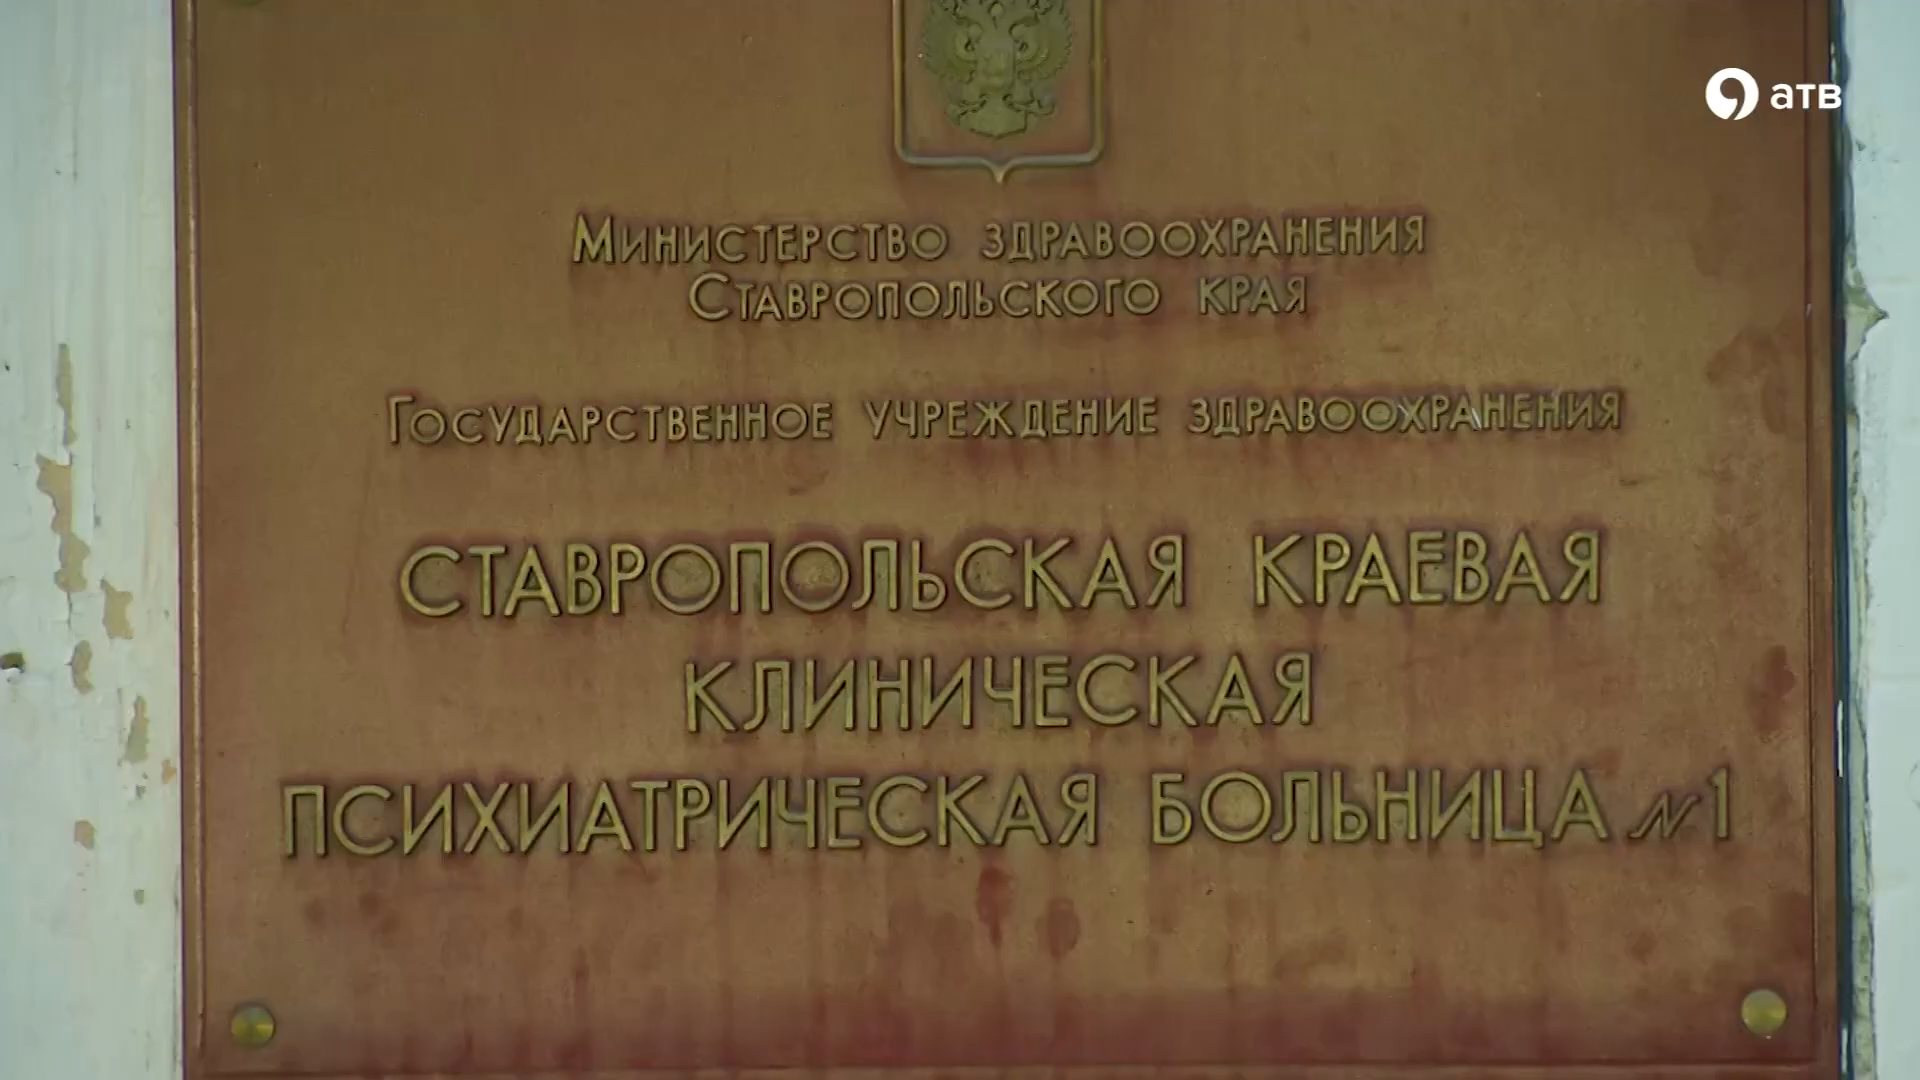 атв
Министерство здравоохранения
Ставропольского края
Государственное учреждение здравоохранения
СТАВРОПОЛЬСКАЯ КРАЕВАЯ
КЛИНИЧЕСКАЯ
ПСИХИАТРИЧЕСКАЯ БОЛЬНИЦА №1